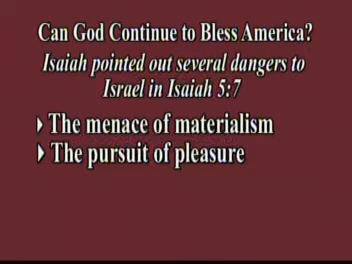 Can God Continue to Bless America?
Isaiah pointed out several dangers to
Israel in Isaiah 5:7
The menace of materialism
The pursuit of pleasure